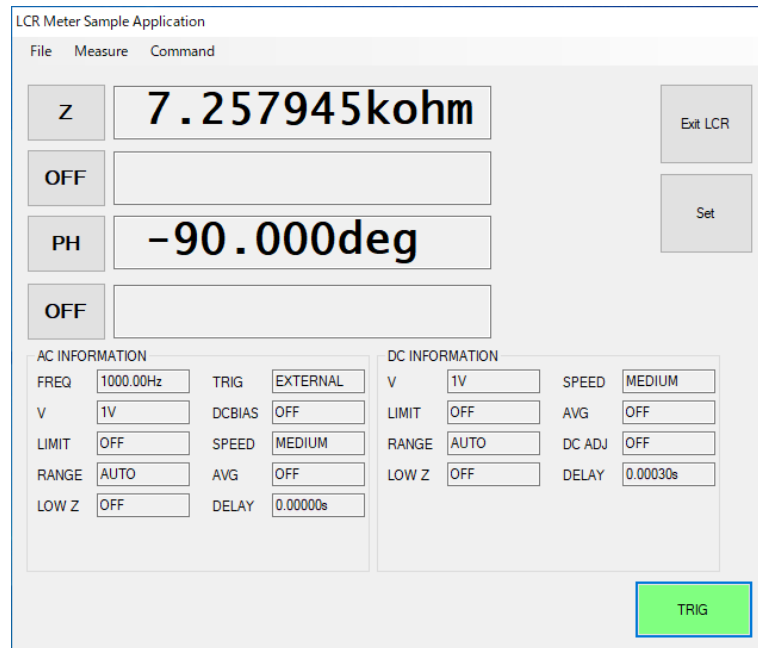 LCR Meter Sample Application
File Measure Command
Z 7.257945kohm Exit LCR
OFF
PH -90.000deg Set
OFF
AC INFORMATION DC INFORMATION
FREQ 1000.00Hz TRIG EXTERNAL V 1V SPEED MEDIUM
V 1V DCBIAS OFF LIMIT OFF AVG OFF
LIMIT OFF SPEED MEDIUM RANGE AUTO DC ADJ OFF
RANGE AUTO AVG OFF LOW Z OFF DELAY 0.00030s
LOW Z OFF DELAY 0.00000s
TRIG